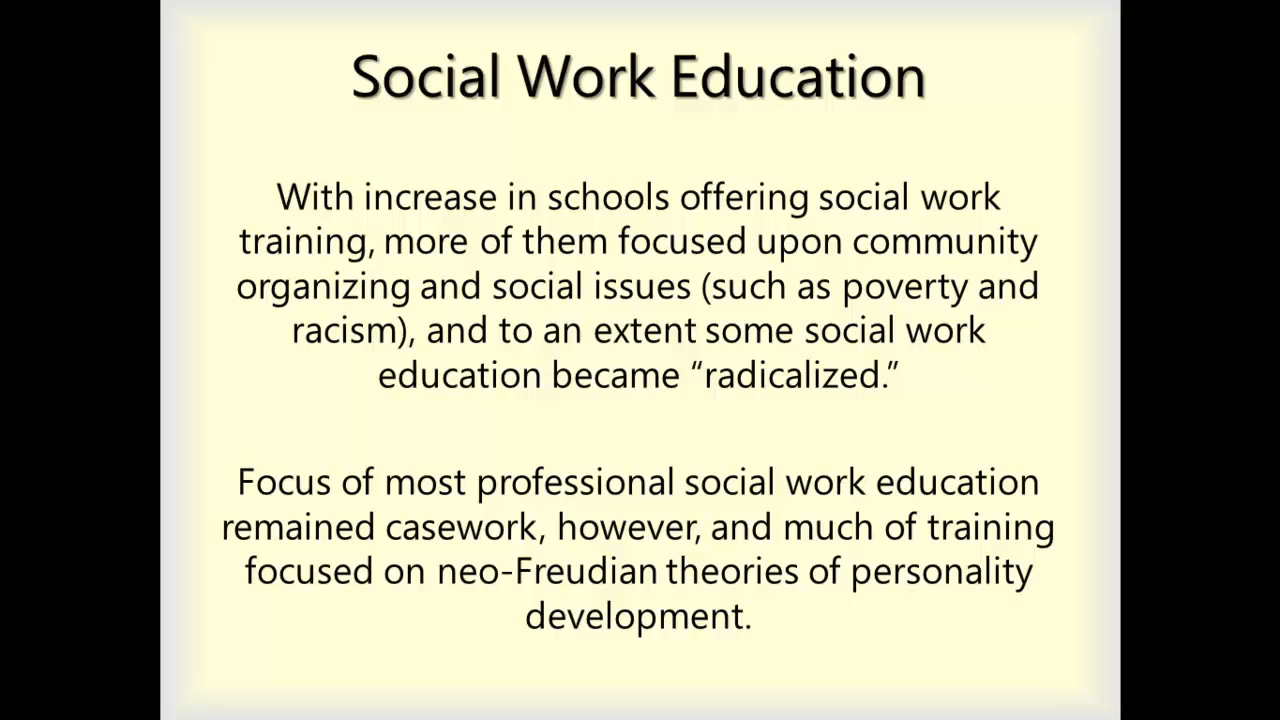 Social Work Education
With increase in schools offering social work
training, more of them focused upon community
organizing and social issues (such as poverty and
racism), and to an extent some social work
education became “radicalized.”
Focus of most professional social work education
remained casework, however, and much of training
focused on neo-Freudian theories of personality
development.